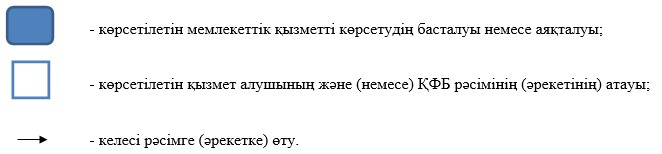 - көрсетілетін мемлекеттік қызметті көрсетудің басталуы немесе аяқталуы;
- көрсетілетін қызмет алушының және (немесе) ҚФБ рәсімінің (әрекетінің) атауы;
- келесі рәсімге (әрекетке) өту.